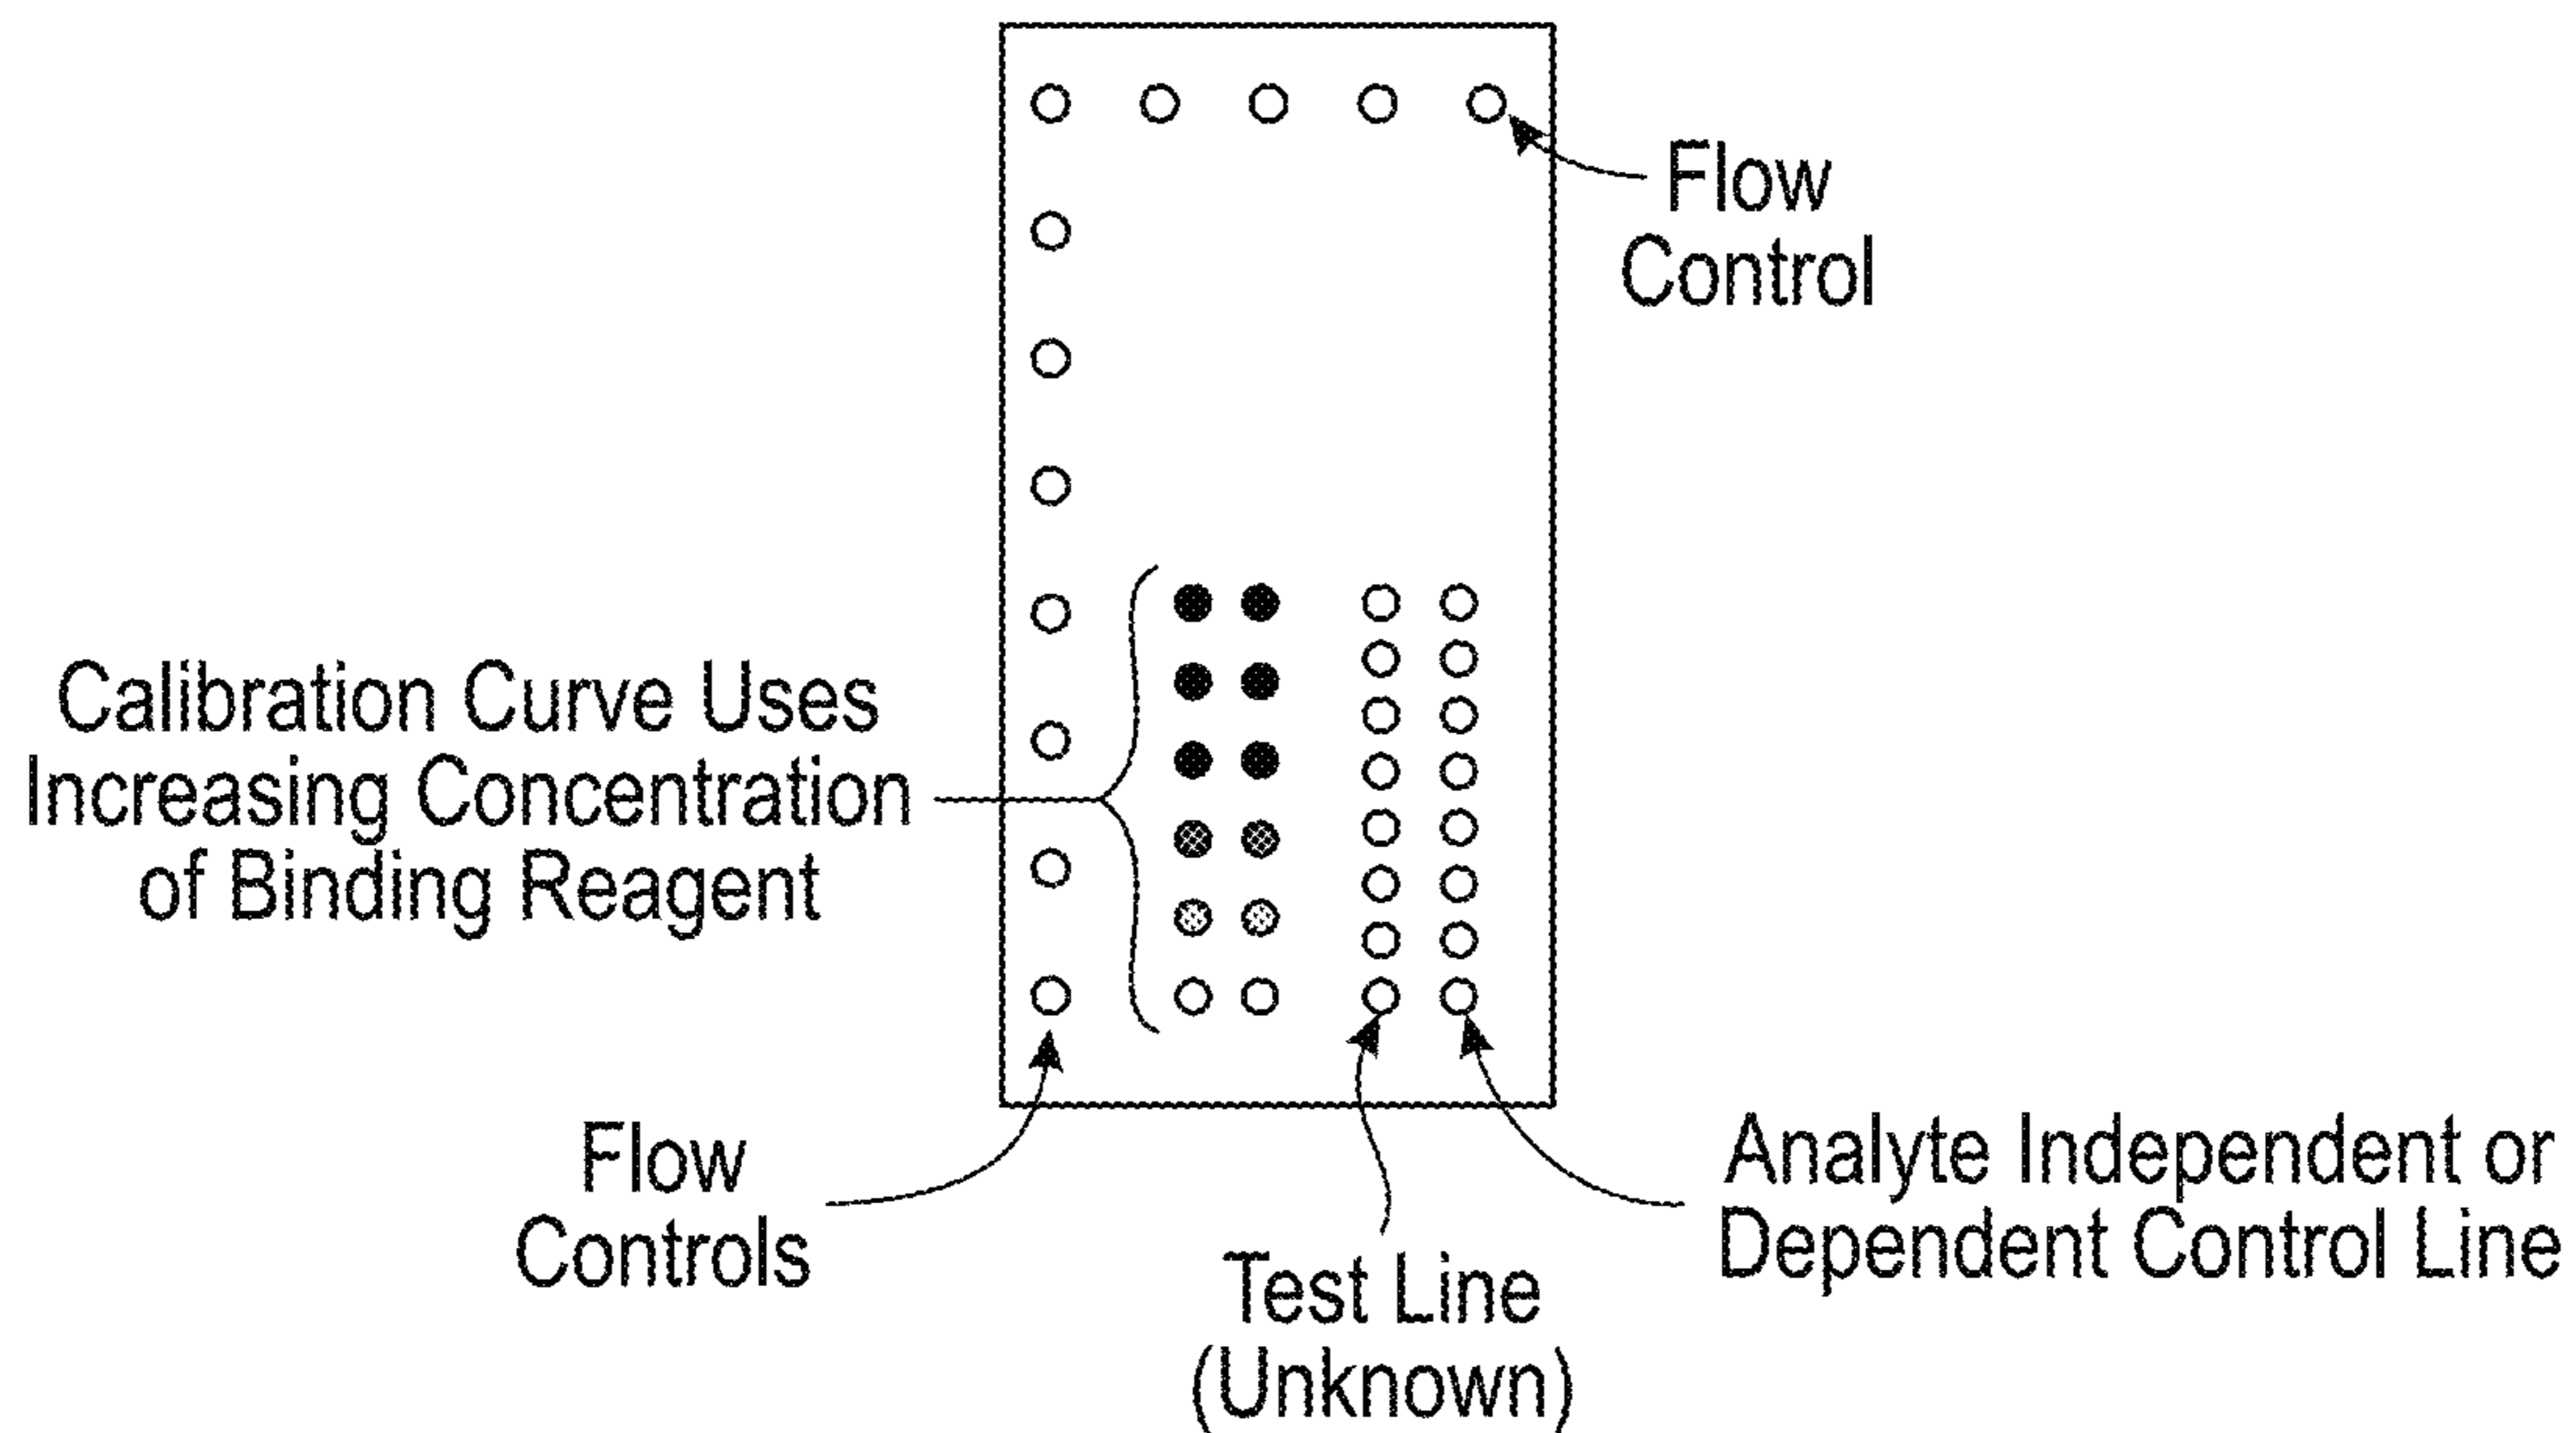 Flow
Control
Calibration Curve Uses
Increasing Concentration
of Binding Reagent
Flow
Controls
Test Line
(Unknown)
Analyte Independent or
Dependent Control Line